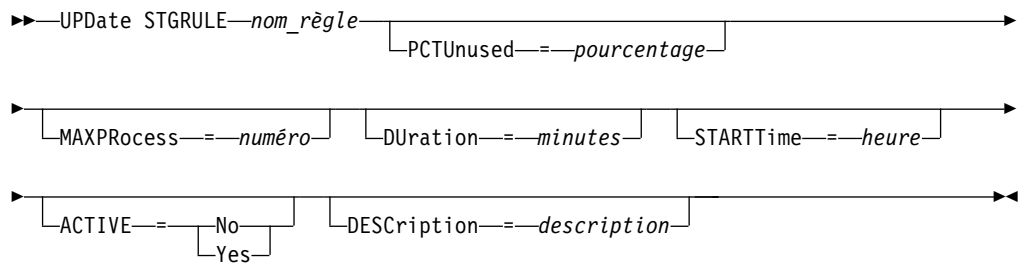 UPDate STGRULE nom_règle
PCTUnused = pourcentage
MAXPRocess = numéro DUration = minutes STARTTime = heure
ACTIVE = No DESCription = description
Yes